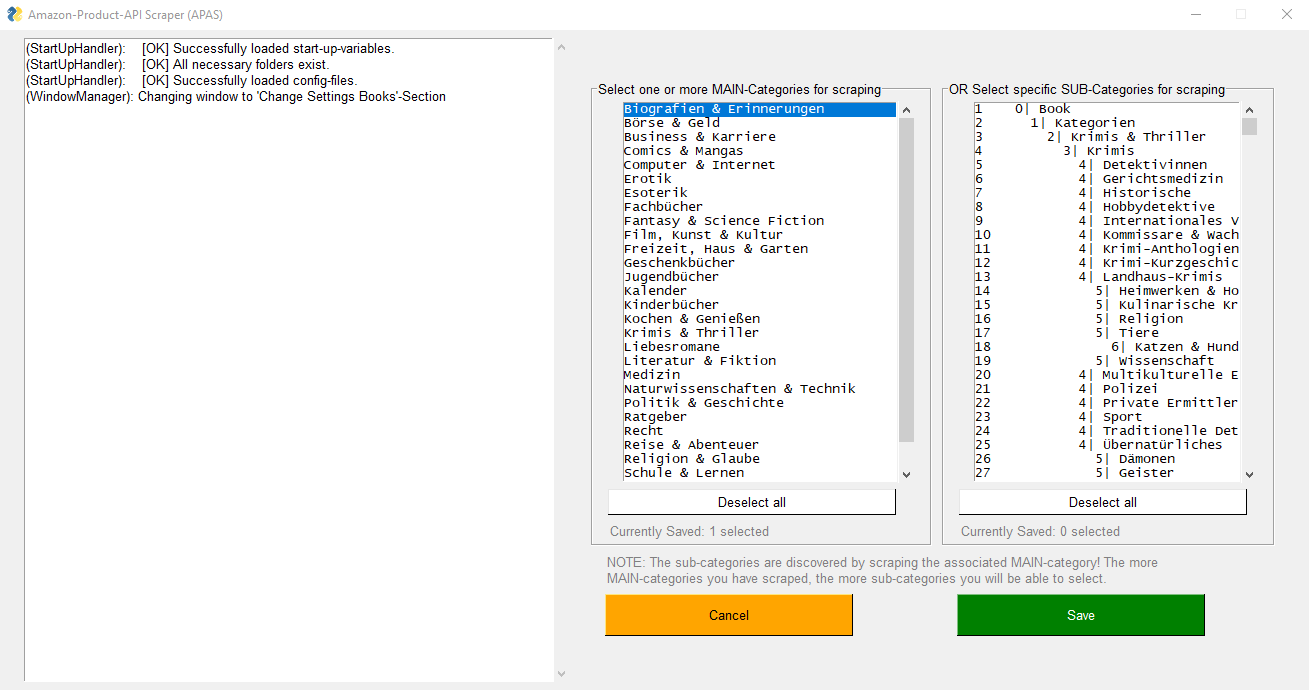 Amazon-Product-API Scraper (APAS)
(StartUpHandler): [OK] Successfully loaded start-up-variables.
(StartUpHandler): [OK] All necessary folders exist.
(StartUpHandler): [OK] Successfully loaded config-files.
(WindowManager): Changing window to 'Change Settings Books'-Section
Select one or more MAIN-Categories for scraping
Biografien & Erinnerungen
Börse & Geld
Business & Karriere
Comics & Mangas
Computer & Internet
Erotik
Esoterik
Fachbücher
Fantasy & Science Fiction
Film, Kunst & Kultur
Freizeit, Haus & Garten
Geschenkbücher
Jugendbücher
Kalender
Kinderbücher
Kochen & Genießen
Krimis & Thriller
Liebesromane
Literatur & Fiktion
Medizin
Naturwissenschaften & Technik
Politik & Geschichte
Ratgeber
Recht
Reise & Abenteuer
Religion & Glaube
Schule & Lernen
Deselect all
Currently Saved: 1 selected
OR Select specific SUB-Categories for scraping
1 0| Book
2 1| Kategorien
3 2| Krimis & Thriller
4 3| Krimis
5 4| Detektivinnen
6 4| Gerichtsmedizin
7 4| Historische
8 4| Hobbydetektive
9 4| Internationales V
10 4| Kommissare & Wach
11 4| Krimi-Anthologien
12 4| Krimi-Kurzgeschic
13 4| Landhaus-Krimis
14 5| Heimwerken & Ho
15 5| Kulinarische Kr
16 5| Religion
17 5| Tiere
18 6| Katzen & Hund
19 5| Wissenschaft
20 4| Multikulturelle E
21 4| Polizei
22 4| Private Ermittler
23 4| Sport
24 4| Traditionelle Det
25 4| Übernatürliches
26 5| Dämonen
27 5| Geister
Deselect all
Currently Saved: 0 selected
NOTE: The sub-categories are discovered by scraping the associated MAIN-category! The more
MAIN-categories you have scraped, the more sub-categories you will be able to select.
Cancel
Save